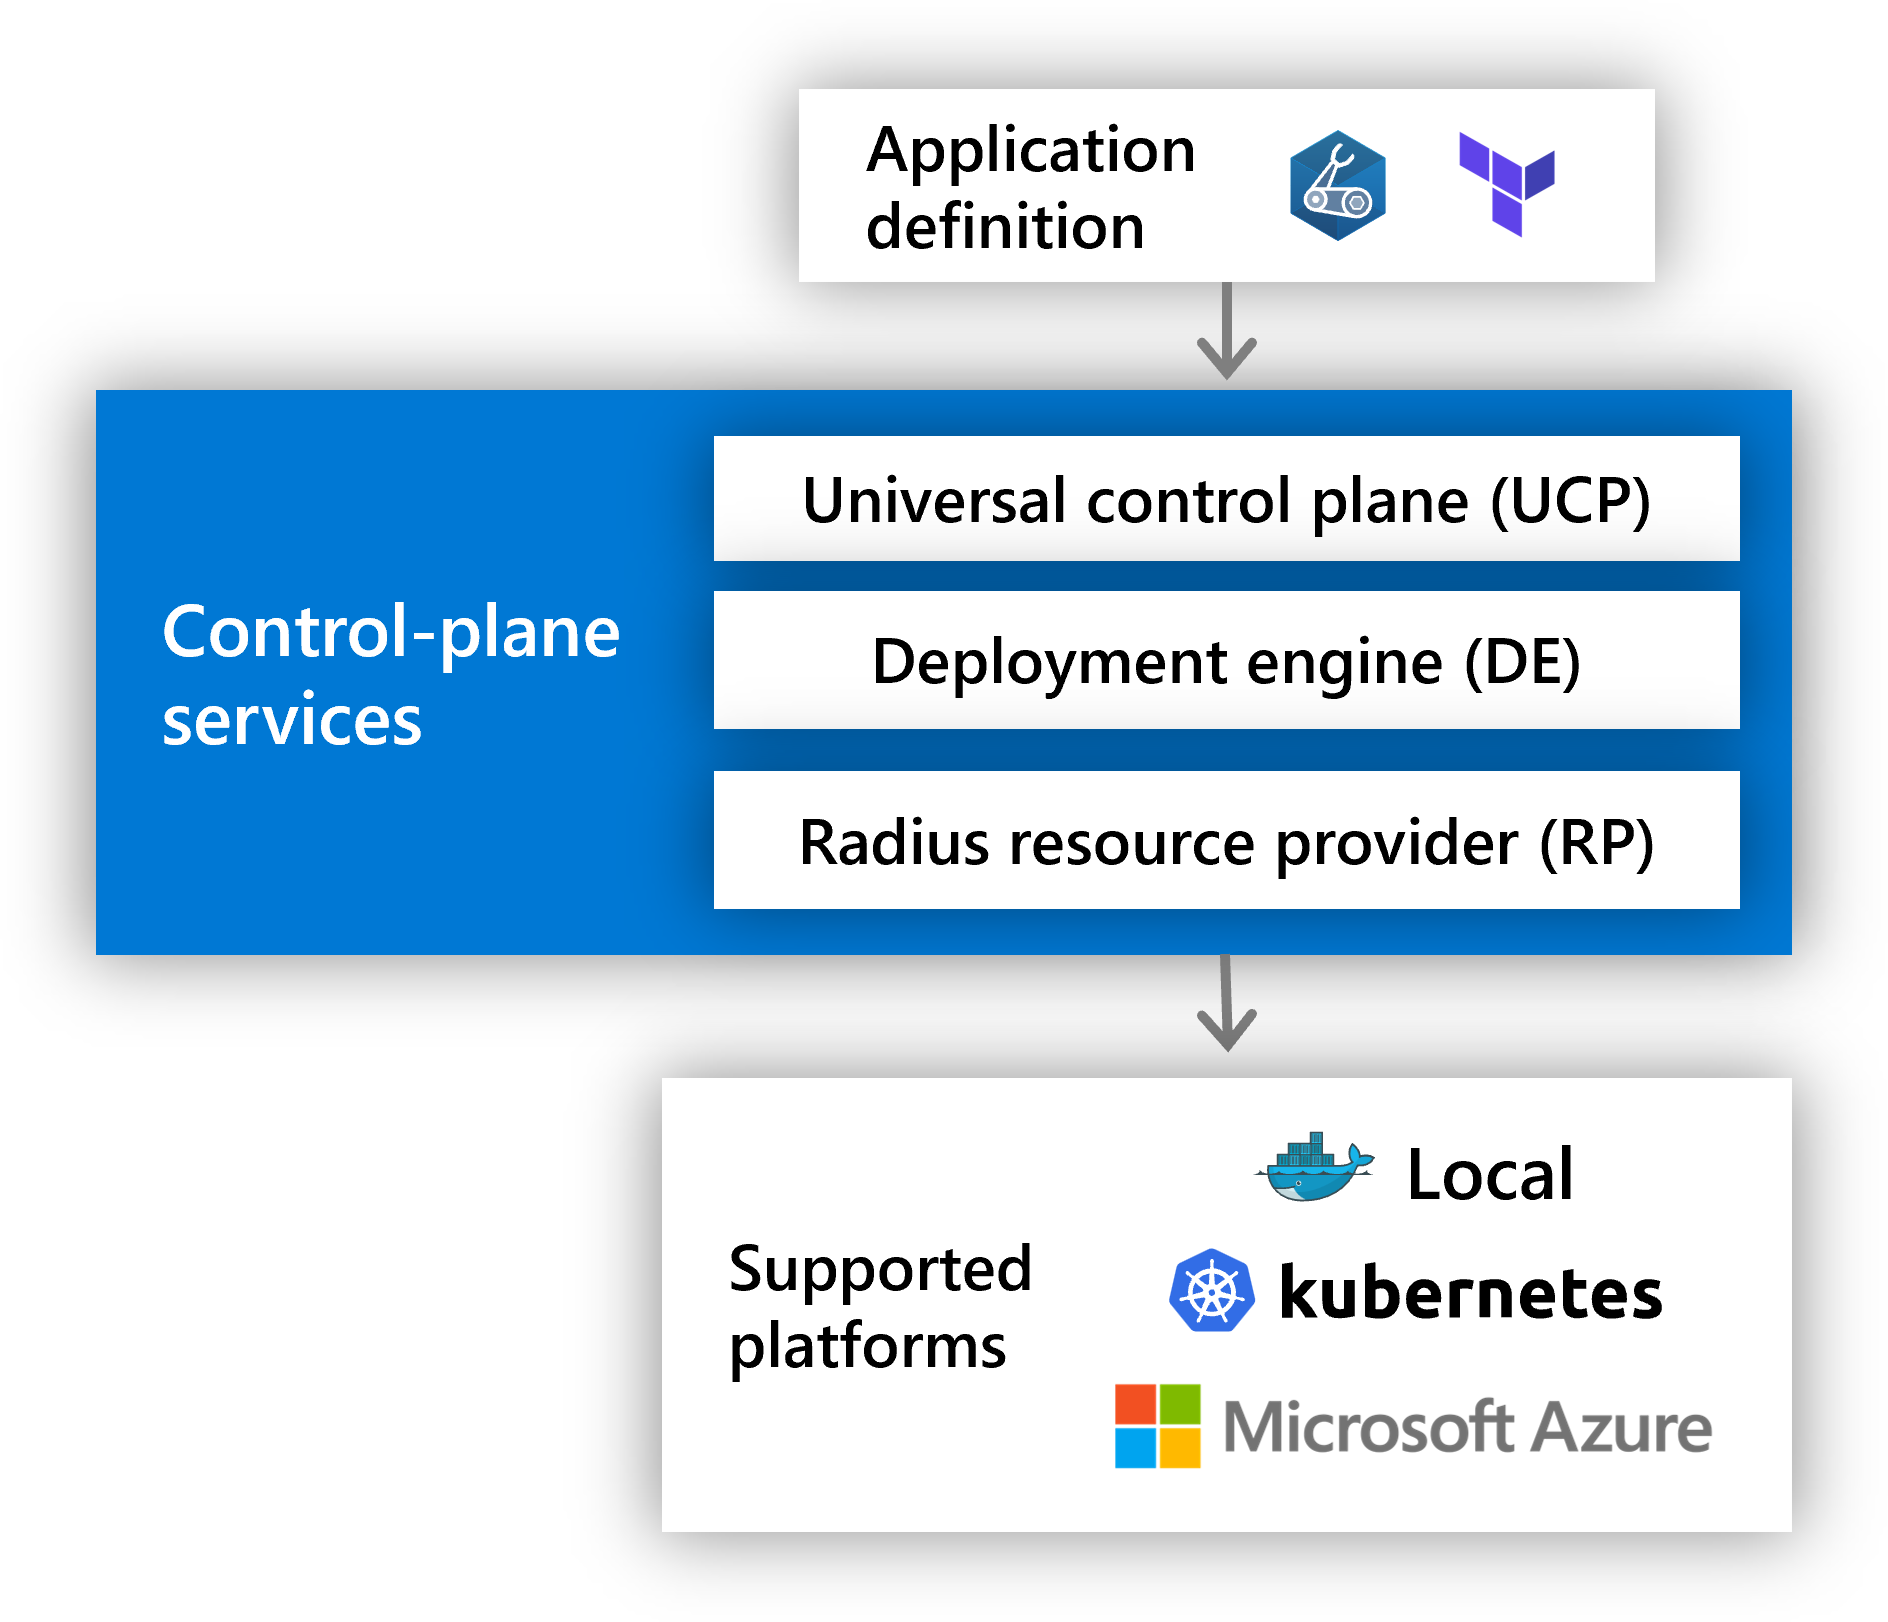 Application
definition
Universal control plane (UCP)
Control-plane
services
Deployment engine (DE)
Radius resource provider (RP)
Supported
platforms
Local
kubernetes
Microsoft Azure